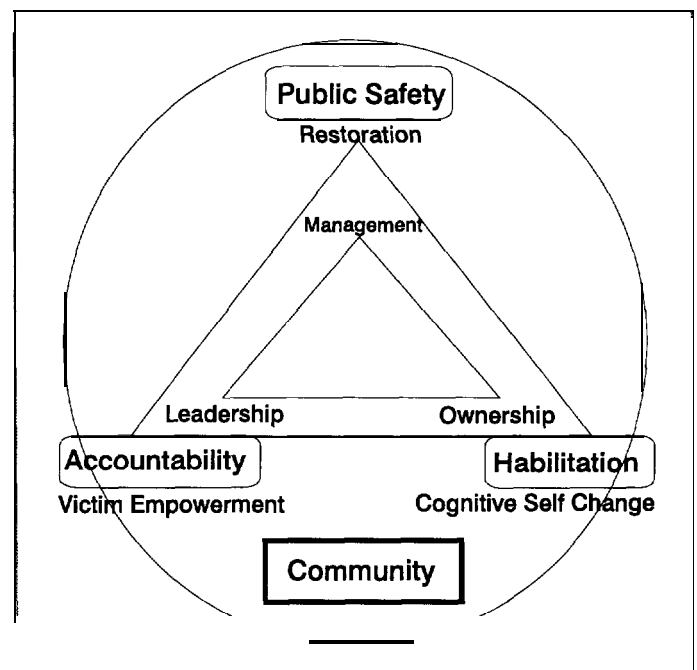 Public Safety
Restoration
Management
Leadership
Ownership
Accountability
Habilitation
Victim Empowerment
Cognitive Self Change
Community